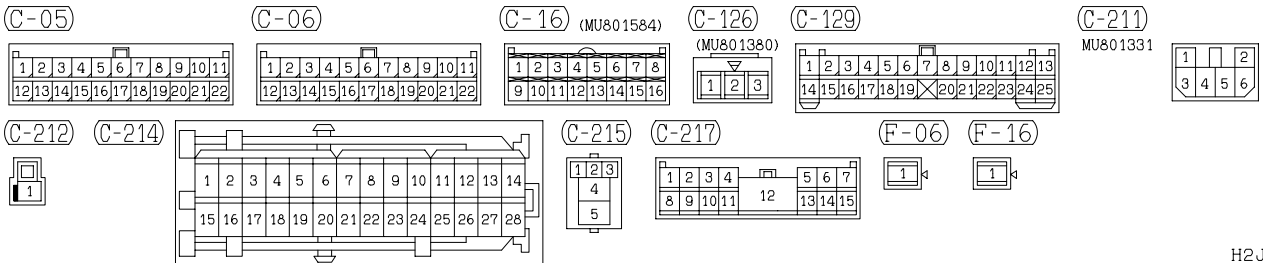 (C-05) (C-06) (C-16) (MU801584) (C-126) (MU801380) (C-129) (C-211) MU801331
1 2 3 4 5 6 7 8 9 10 11
12 13 14 15 16 17 18 19 20 21 22
1 2 3 4 5 6 7 8 9 10 11
12 13 14 15 16 17 18 19 20 21 22
1 2 3 4 5 6 7 8
9 10 11 12 13 14 15 16
1 2 3
1 2 3 4 5 6 7 8 9 10 11 12 13
14 15 16 17 18 19 20 21 22 23 24 25
1 2
3 4 5 6
(C-212) (C-214) (C-215) (C-217) (F-06) (F-16)
1
1 2 3 4 5 6 7 8 9 10 11 12 13 14
15 16 17 18 19 20 21 22 23 24 25 26 27 28
1 2 3
4
5
1 2 3 4 5 6 7
8 9 10 11 12 13 14 15
1
1
H2J